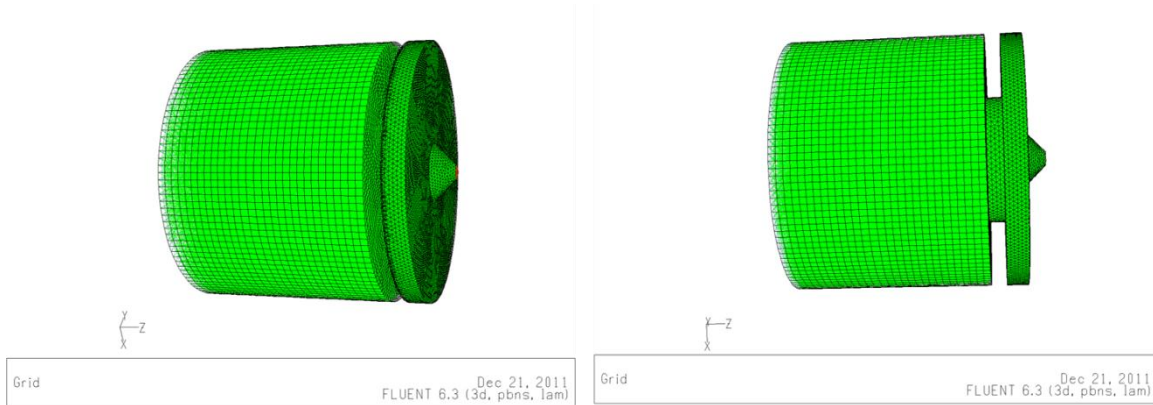 Y
Z
X
Grid
Dec 21, 2011
FLUENT 6.3 (3d, pbns, lam)
Y
Z
X
Grid
Dec 21, 2011
FLUENT 6.3 (3d, pbns, lam)